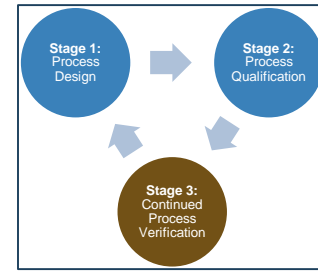 Stage 1:
Process
Design
Stage 2:
Process
Qualification
Stage 3:
Continued
Process
Verification